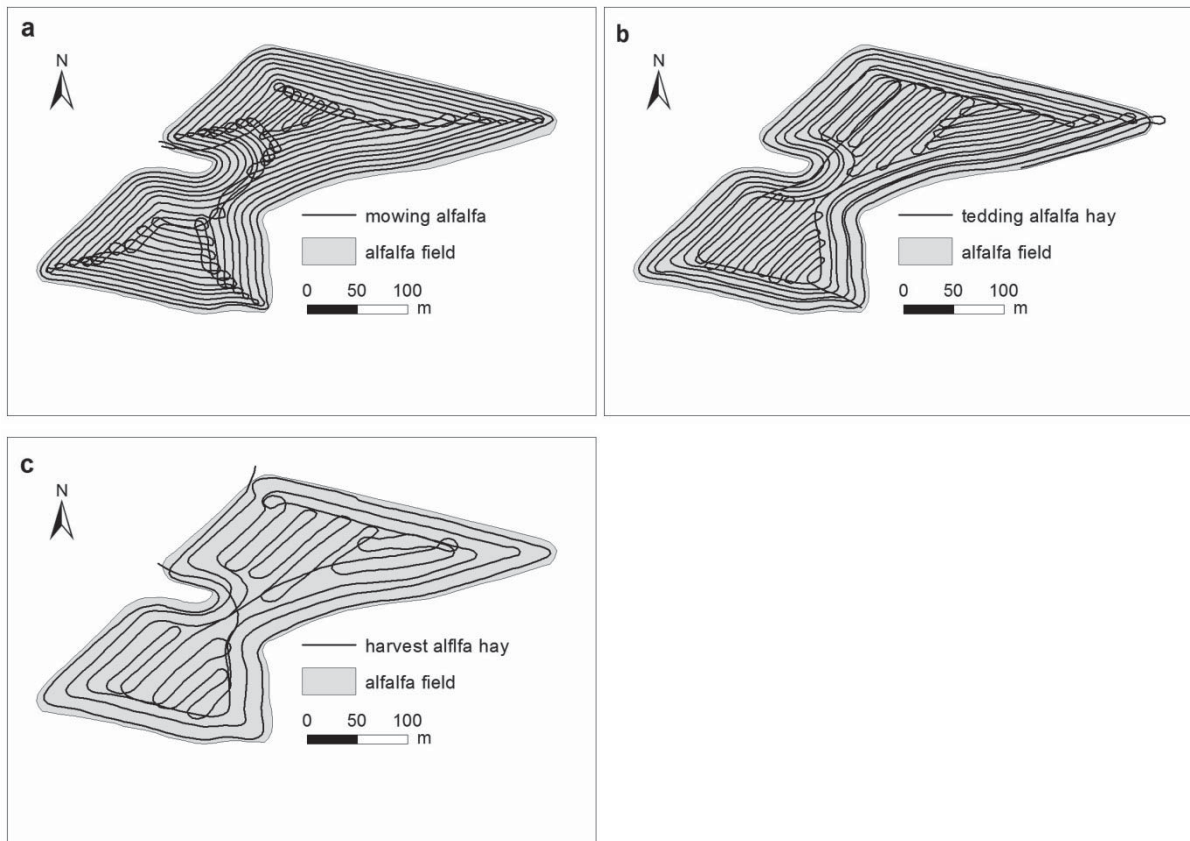 a
N
mowing alfalfa
alfalfa field
0 50 100
m
b
N
tedding alfalfa hay
alfalfa field
0 50 100
m
c
N
harvest alflfa hay
alfalfa field
0 50 100
m